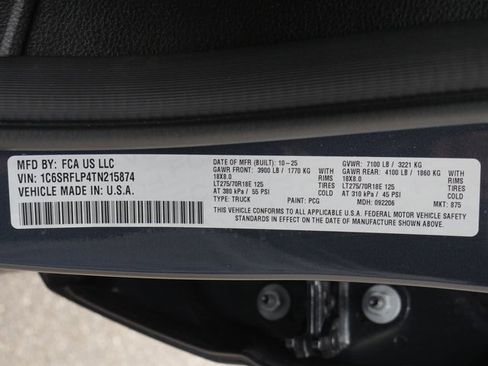 MFD BY: FCA US LLC
VIN: 1C6SRFLP4TN215874
VEHICLE MADE IN U.S.A.
DATE OF MFR (BUILT): 10-25 GVWR: 7100 LB / 3221 KG
GAWR FRONT: 3900 LB / 1770 KG WITH GAWR REAR: 4100 LB / 1860 KG WITH
18X8.0 RIMS 18X8.0 RIMS
LT275/70R18E 125 TIRES LT275/70R18E 125 TIRES
AT 380 kPa / 55 PSI COLD AT 310 kPa / 45 PSI COLD
TYPE: TRUCK PAINT: PCG MDH: 092206 MKT: 875
THIS VEHICLE CONFORMS TO ALL APPLICABLE U.S.A. FEDERAL MOTOR VEHICLE SAFETY
STANDARDS IN EFFECT ON THE DATE OF MANUFACTURE SHOWN ABOVE.